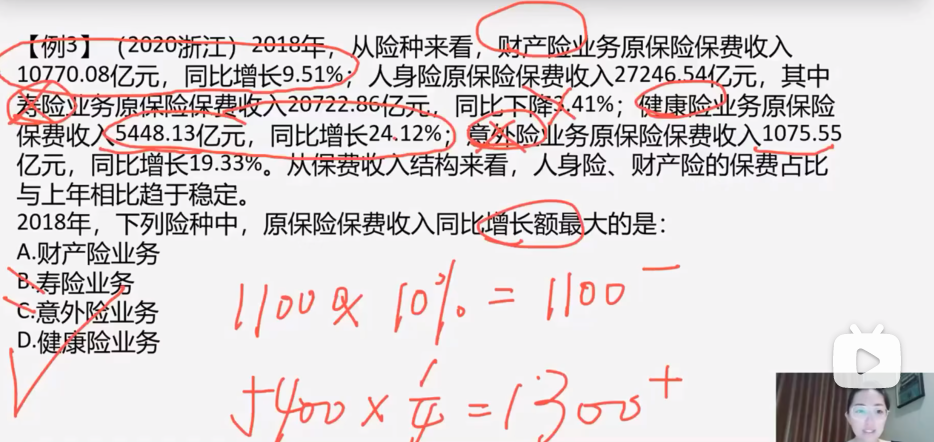 【例3】（2020浙江）2018年，从险种来看，财产险业务原保险保费收入
10770.08亿元，同比增长9.51%；人身险原保险保费收入27246.54亿元，其中
寿险业务原保险保费收入20722.86亿元，同比下降3.41%；健康险业务原保险
保费收入5448.13亿元，同比增长24.12%；意外险业务原保险保费收入1075.55
亿元，同比增长19.33%。从保费收入结构来看，人身险、财产险的保费占比
与上年相比趋于稳定。
2018年，下列险种中，原保险保费收入同比增长额最大的是：
A.财产险业务
B.寿险业务
C.意外险业务
D.健康险业务
11000 × 10% = 1100⁻
5400 × 1/4 = 1300⁺